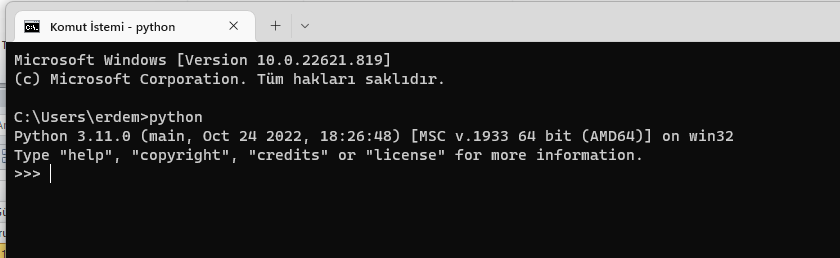 Komut İstemi - python
Microsoft Windows [Version 10.0.22621.819]
(c) Microsoft Corporation. Tüm hakları saklıdır.
C:\Users\erdem>python
Python 3.11.0 (main, Oct 24 2022, 18:26:48) [MSC v.1933 64 bit (AMD64)] on win32
Type "help", "copyright", "credits" or "license" for more information.
>>>